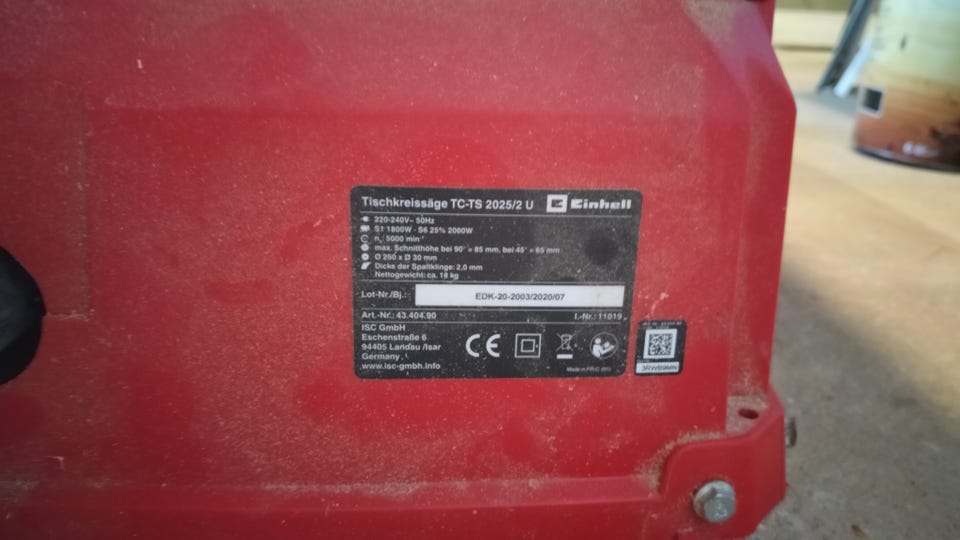 Tischkreissäge TC-TS 2025/2 U Einhell
220-240V~ 50Hz
S1 1800W · S6 25% 2000W
n₀: 5000 min⁻¹
max. Schnitthöhe bei 90° = 85 mm, bei 45° = 65 mm
Ø 250 x Ø 30 mm
Dicke der Spaltklinge: 2,0 mm
Nettogewicht: ca. 18 kg
Lot-Nr./Bj.: EDK-20-2003/2020/07
Art.-Nr.: 43.404.90 I.-Nr.: 11019
ISC GmbH
Eschenstraße 6
94405 Landau /Isar
Germany
www.isc-gmbh.info
CE
Made in PRC
3RWB9MN